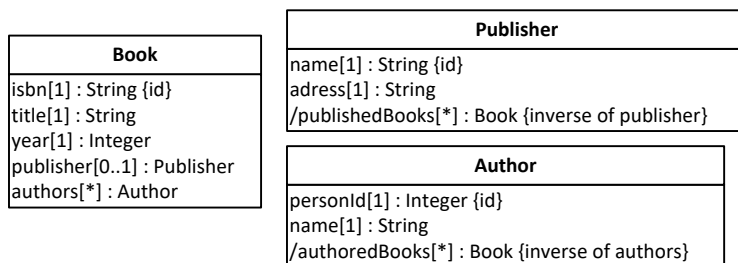 Book
isbn[1] : String {id}
title[1] : String
year[1] : Integer
publisher[0..1] : Publisher
authors[*] : Author
Publisher
name[1] : String {id}
adress[1] : String
/publishedBooks[*] : Book {inverse of publisher}
Author
personId[1] : Integer {id}
name[1] : String
/authoredBooks[*] : Book {inverse of authors}